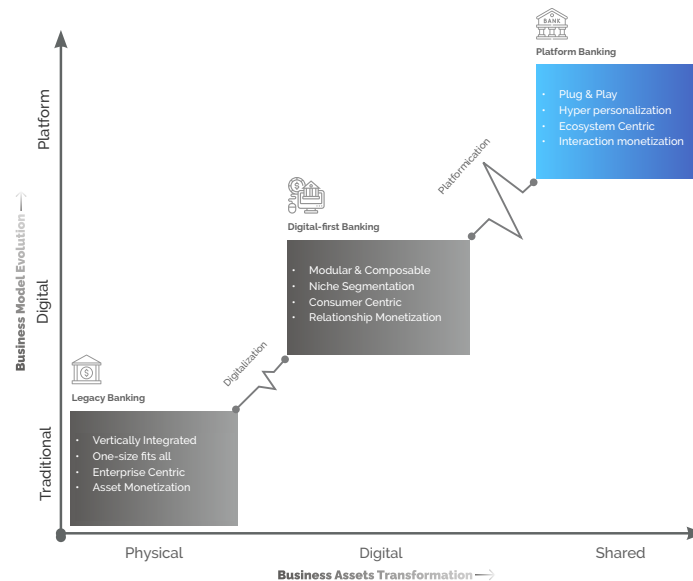 BANK
Platform Banking
• Plug & Play
• Hyper personalization
• Ecosystem Centric
• Interaction monetization
Platformication
Digital-first Banking
• Modular & Composable
• Niche Segmentation
• Consumer Centric
• Relationship Monetization
Digitalization
Legacy Banking
• Vertically Integrated
• One-size fits all
• Enterprise Centric
• Asset Monetization
Platform
Digital
Traditional
Business Model Evolution
Physical
Digital
Shared
Business Assets Transformation